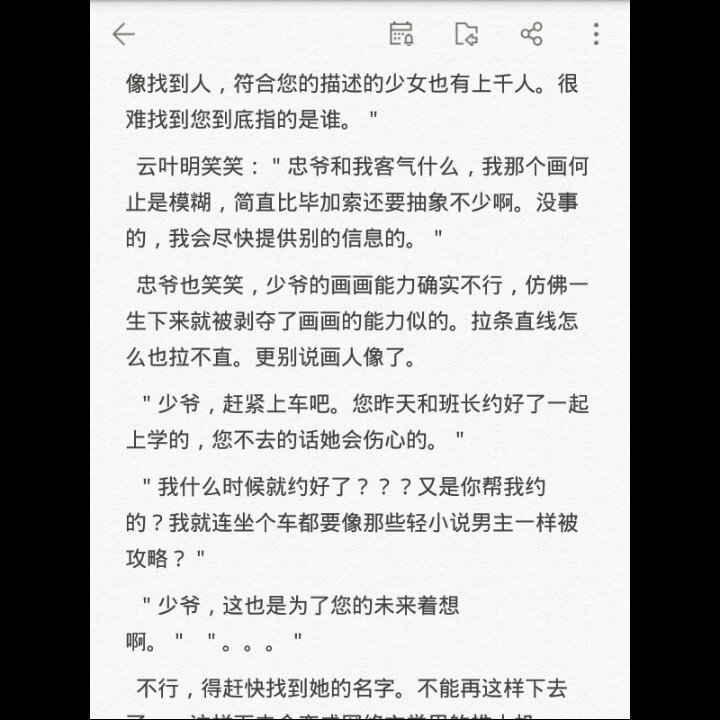 像找到人，符合您的描述的少女也有上千人。很
难找到您到底指的是谁。"
云叶明笑笑："忠爷和我客气什么，我那个画何
止是模糊，简直比毕加索还要抽象不少啊。没事
的，我会尽快提供别的信息的。"
忠爷也笑笑，少爷的画画能力确实不行，仿佛一
生下来就被剥夺了画画的能力似的。拉条直线怎
么也拉不直。更别说画人像了。
"少爷，赶紧上车吧。您昨天和班长约好了一起
上学的，您不去的话她会伤心的。"
"我什么时候就约好了？？？又是你帮我约
的？我就连坐个车都要像那些轻小说男主一样被
攻略？"
"少爷，这也是为了您的未来着想
啊。" "。。。"
不行，得赶快找到她的名字。不能再这样下去